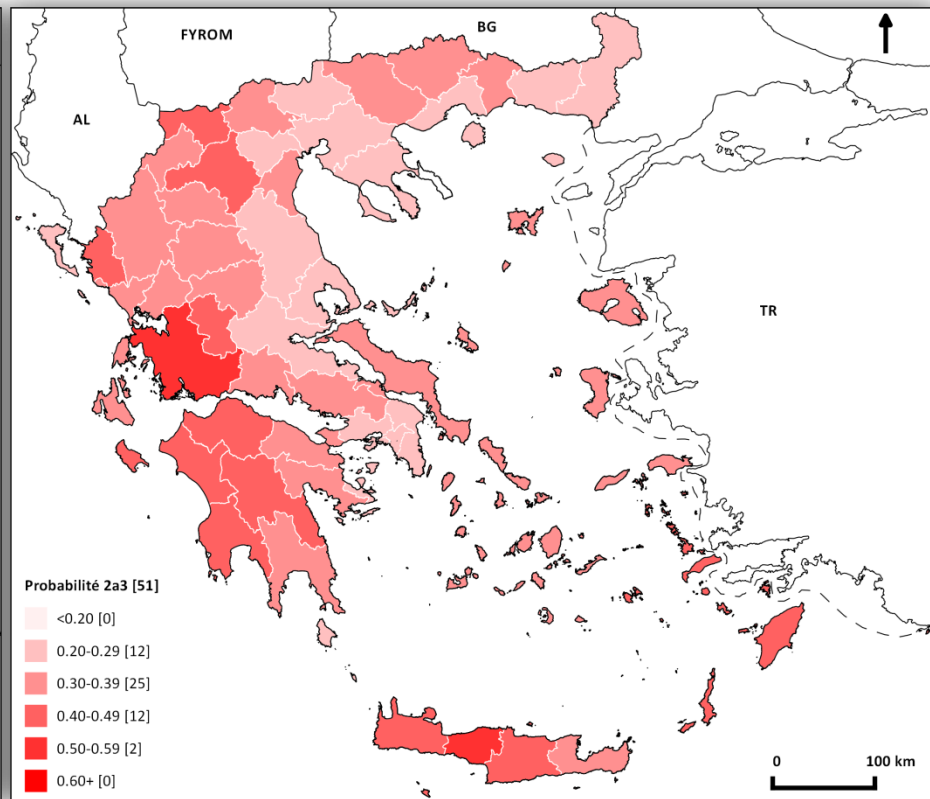 FYROM
BG
AL
TR
Probabilité 2a3 [51]
<0.20 [0]
0.20-0.29 [12]
0.30-0.39 [25]
0.40-0.49 [12]
0.50-0.59 [2]
0.60+ [0]
0 100 km